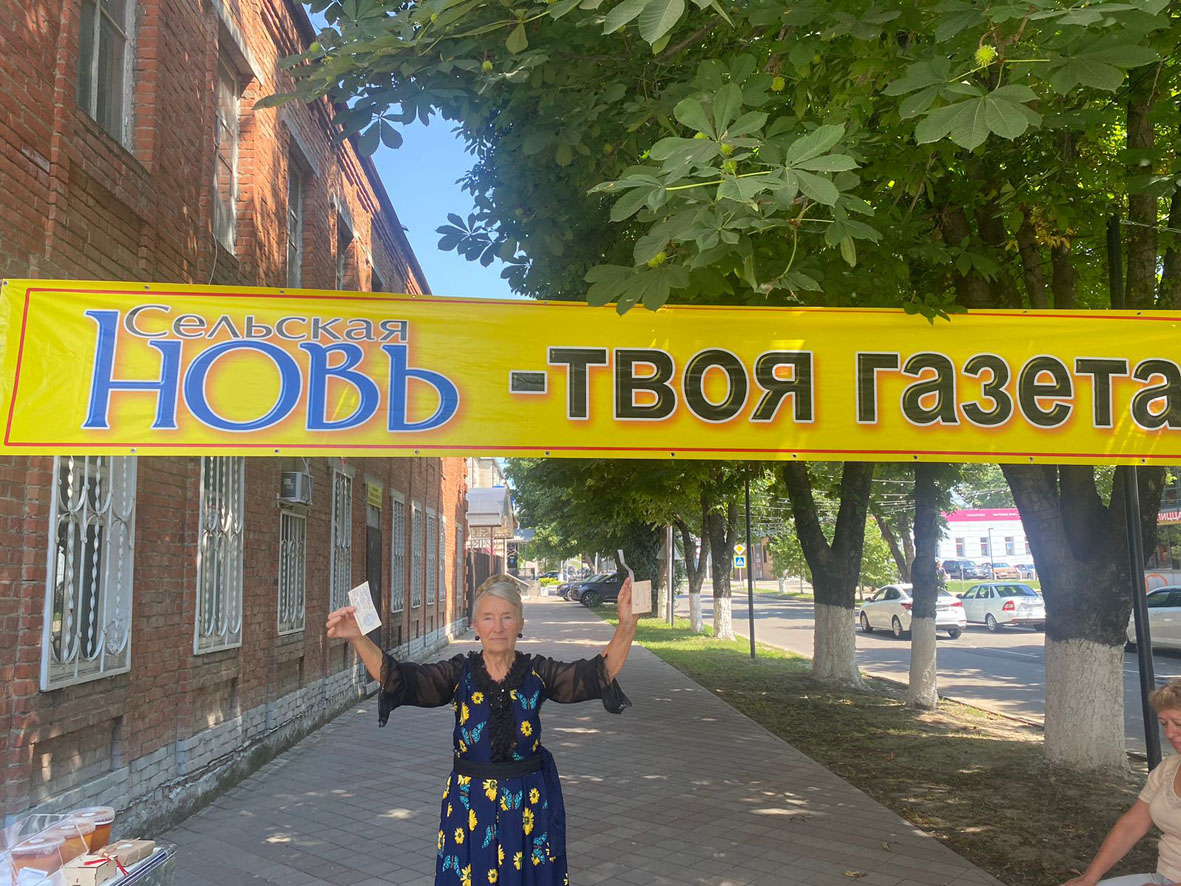 Сельская
Новь - твоя газета